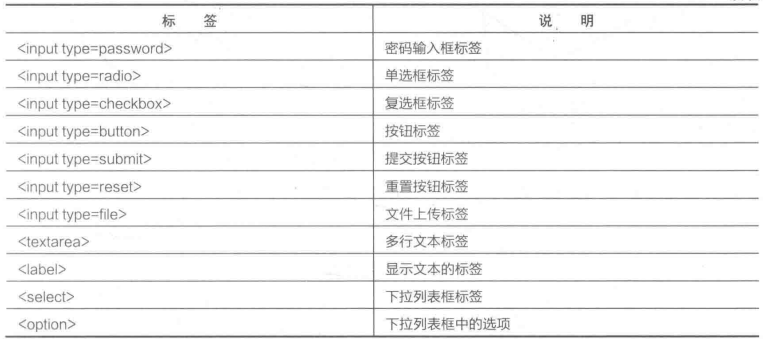 标 签 说 明
<input type=password> 密码输入框标签
<input type=radio> 单选框标签
<input type=checkbox> 复选框标签
<input type=button> 按钮标签
<input type=submit> 提交按钮标签
<input type=reset> 重置按钮标签
<input type=file> 文件上传标签
<textarea> 多行文本标签
<label> 显示文本的标签
<select> 下拉列表框标签
<option> 下拉列表框中的选项